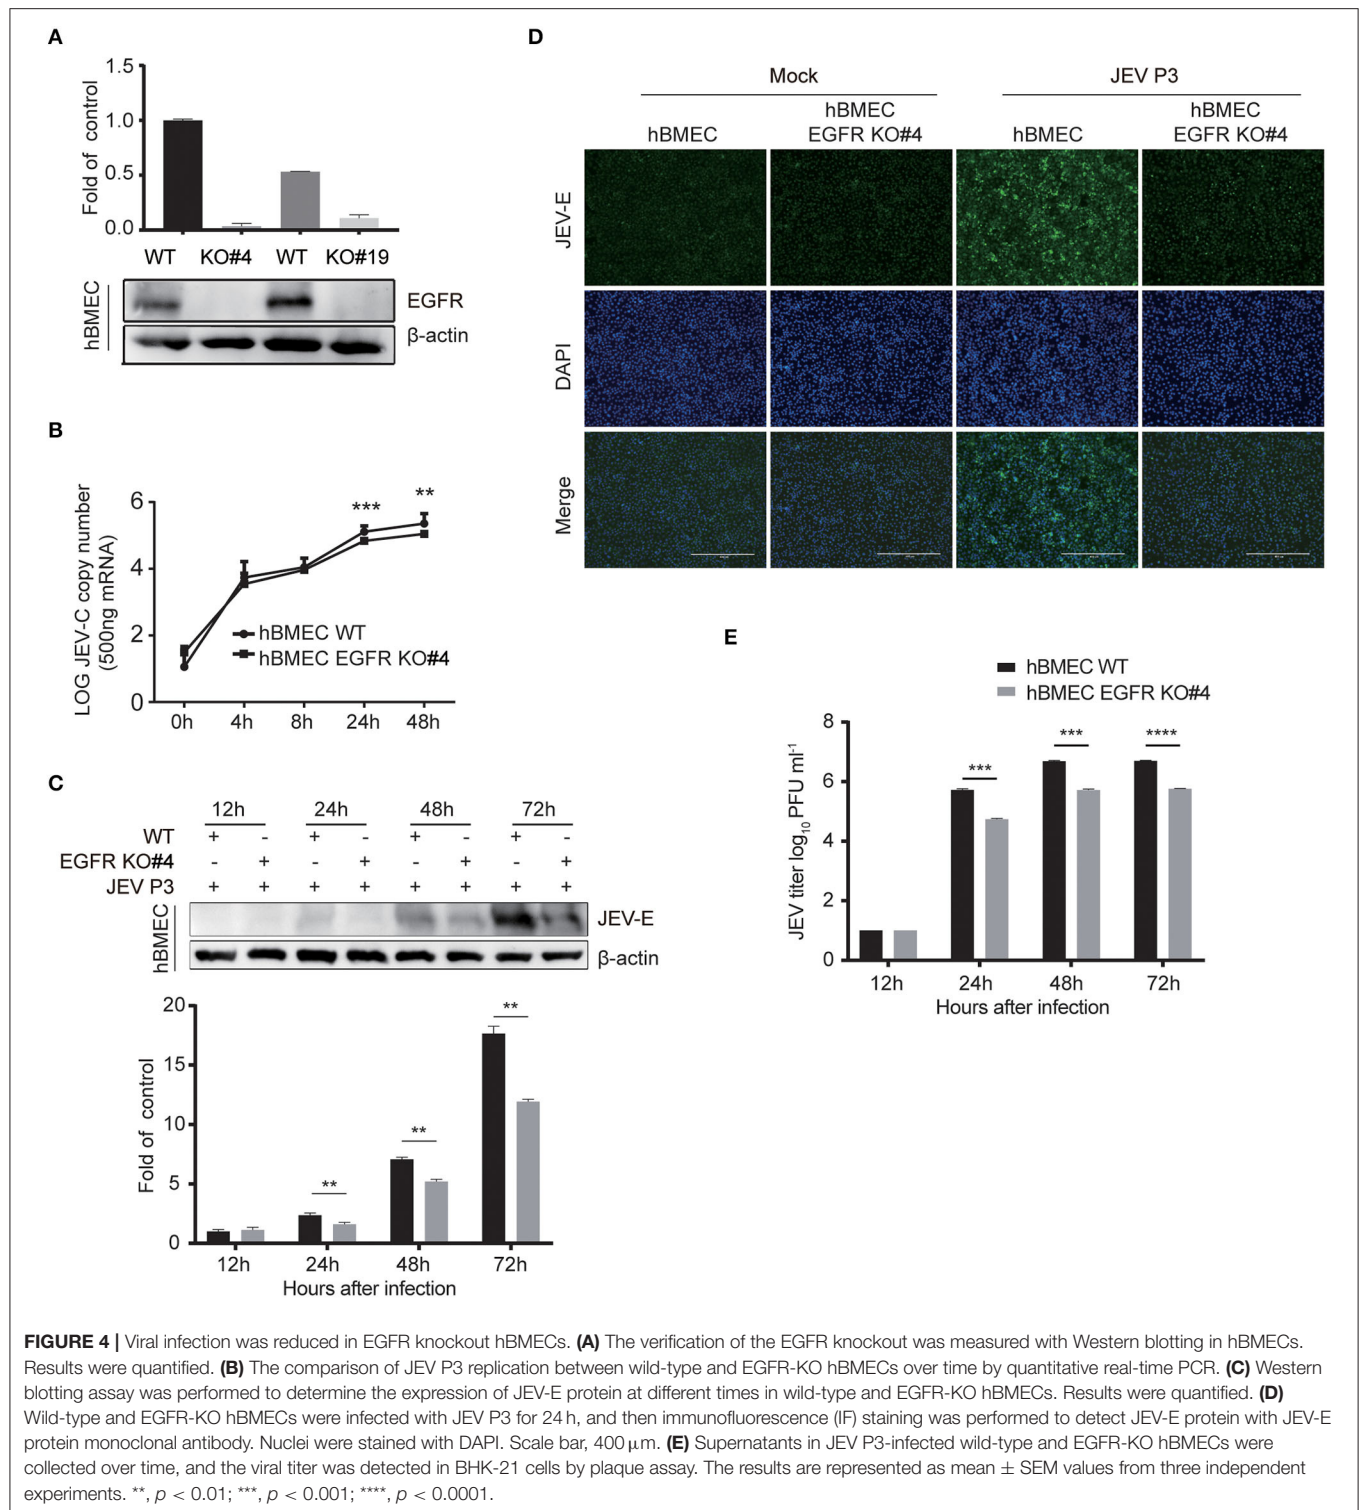 A
1.5
1.0
0.5
0.0
Fold of control
WT KO#4 WT KO#19
hBMEC
EGFR
β-actin
B
6
4
2
0
LOG JEV-C copy number
(500ng mRNA)
*** **
hBMEC WT
hBMEC EGFR KO#4
0h 4h 8h 24h 48h
C
12h 24h 48h 72h
WT + - + - + - + -
EGFR KO#4 - + - + - + - +
JEV P3 + + + + + + + +
hBMEC
JEV-E
β-actin
20
15
10
5
0
Fold of control
** ** **
12h 24h 48h 72h
Hours after infection
D
Mock JEV P3
hBMEC hBMEC EGFR KO#4 hBMEC hBMEC EGFR KO#4
JEV-E
DAPI
Merge
E
hBMEC WT
hBMEC EGFR KO#4
8
6
4
2
0
JEV titer log10 PFU ml-1
*** *** ****
12h 24h 48h 72h
Hours after infection
FIGURE 4 | Viral infection was reduced in EGFR knockout hBMECs. (A) The verification of the EGFR knockout was measured with Western blotting in hBMECs.
Results were quantified. (B) The comparison of JEV P3 replication between wild-type and EGFR-KO hBMECs over time by quantitative real-time PCR. (C) Western
blotting assay was performed to determine the expression of JEV-E protein at different times in wild-type and EGFR-KO hBMECs. Results were quantified. (D)
Wild-type and EGFR-KO hBMECs were infected with JEV P3 for 24 h, and then immunofluorescence (IF) staining was performed to detect JEV-E protein with JEV-E
protein monoclonal antibody. Nuclei were stained with DAPI. Scale bar, 400 μm. (E) Supernatants in JEV P3-infected wild-type and EGFR-KO hBMECs were
collected over time, and the viral titer was detected in BHK-21 cells by plaque assay. The results are represented as mean ± SEM values from three independent
experiments. **, p < 0.01; ***, p < 0.001; ****, p < 0.0001.